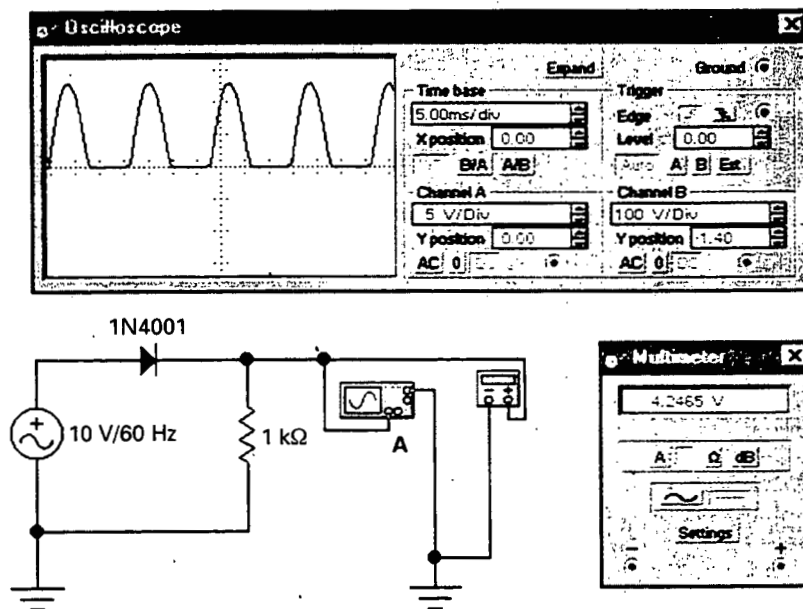 Oscilloscope
Expand
Ground
Time base
5.00ms/div
X position 0.00
B/A A/B
Trigger
Edge
Level 0.00
Auto A B Ext
Channel A
5 V/Div
Y position 0.00
AC 0
Channel B
100 V/Div
Y position -1.40
AC 0 DC
1N4001
10 V/60 Hz
1 kΩ
A
Multimeter
4.2465 V
A Ω dB
Settings